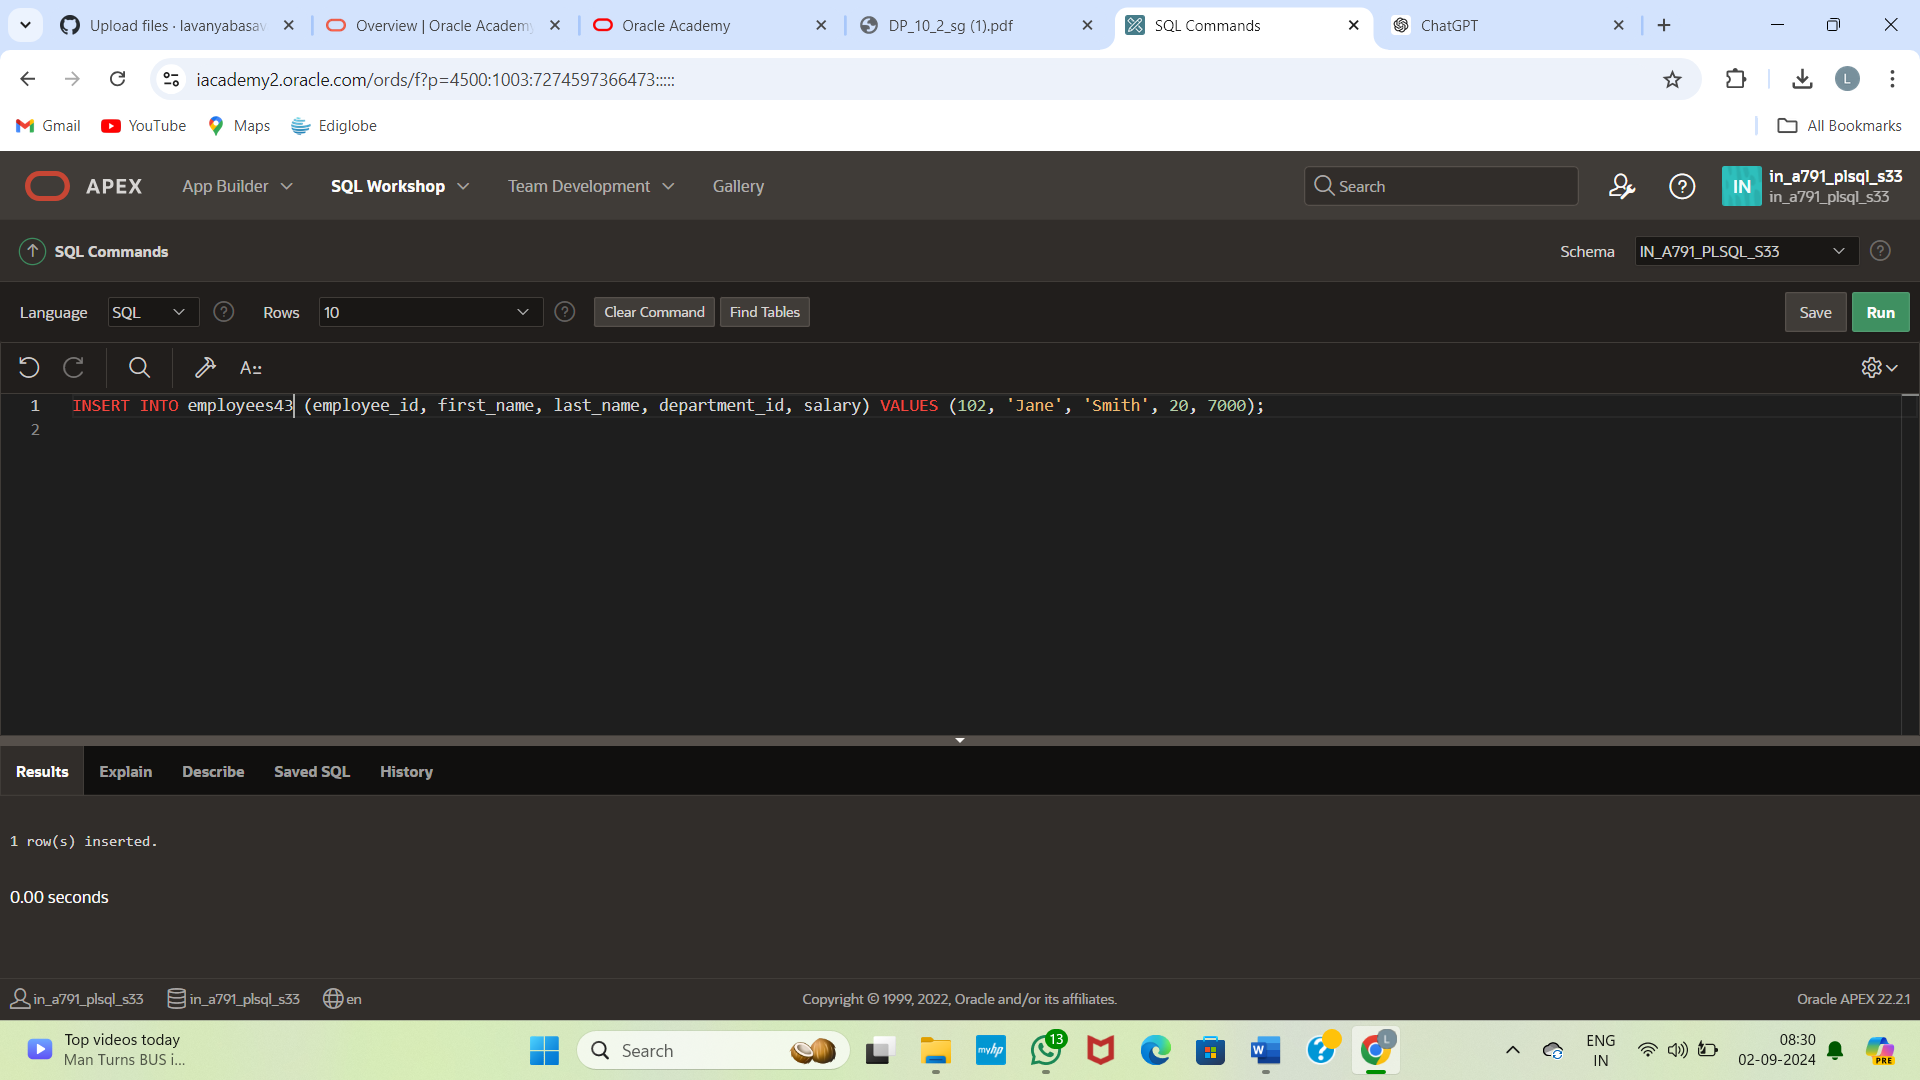 Upload files · lavanyabasav
Overview | Oracle Academy
Oracle Academy
DP_10_2_sg (1).pdf
SQL Commands
ChatGPT
iacademy2.oracle.com/ords/f?p=4500:1003:7274597366473:::::
L
Gmail
YouTube
Maps
Ediglobe
All Bookmarks
APEX
App Builder
SQL Workshop
Team Development
Gallery
Search
IN
in_a791_plsql_s33
in_a791_plsql_s33
SQL Commands
Schema
IN_A791_PLSQL_S33
Language
SQL
Rows
10
Clear Command
Find Tables
Save
Run
A::
1 INSERT INTO employees43 (employee_id, first_name, last_name, department_id, salary) VALUES (102, 'Jane', 'Smith', 20, 7000);
2
Results
Explain
Describe
Saved SQL
History
1 row(s) inserted.
0.00 seconds
in_a791_plsql_s33
in_a791_plsql_s33
en
Copyright © 1999, 2022, Oracle and/or its affiliates.
Oracle APEX 22.2.1
Top videos today
Man Turns BUS i...
Search
myhp
13
W
L
ENG
IN
08:30
02-09-2024
PRE